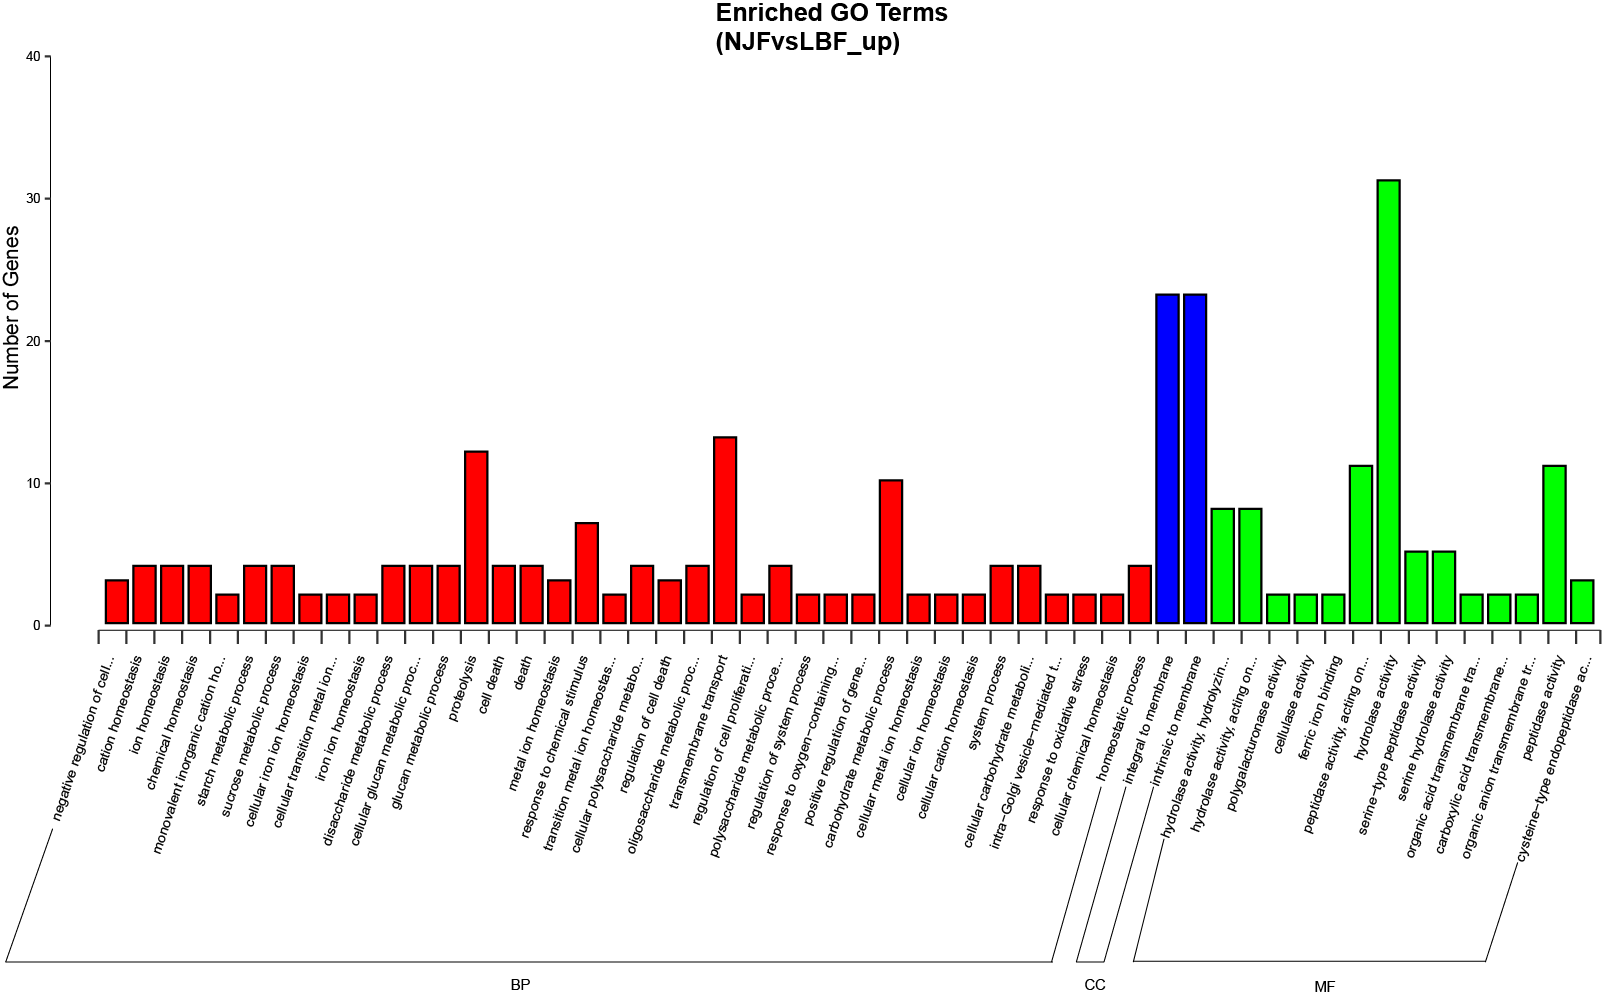 Enriched GO Terms
(NJFvsLBF_up)
Number of Genes
40
30
20
10
0
negative regulation of cell...
cation homeostasis
ion homeostasis
chemical homeostasis
monovalent inorganic cation ho...
starch metabolic process
sucrose metabolic process
cellular iron ion homeostasis
cellular transition metal ion...
iron ion homeostasis
disaccharide metabolic process
cellular glucan metabolic proc...
glucan metabolic process
proteolysis
cell death
death
metal ion homeostasis
response to chemical stimulus
transition metal ion homeostas...
cellular polysaccharide metabo...
regulation of cell death
oligosaccharide metabolic proc...
transmembrane transport
regulation of cell proliferati...
polysaccharide metabolic proce...
regulation of system process
response to oxygen−containing...
positive regulation of gene...
carbohydrate metabolic process
cellular metal ion homeostasis
cellular ion homeostasis
cellular cation homeostasis
system process
cellular carbohydrate metaboli...
intra−Golgi vesicle−mediated t...
response to oxidative stress
cellular chemical homeostasis
homeostatic process
integral to membrane
intrinsic to membrane
hydrolase activity, hydrolyzin...
hydrolase activity, acting on...
polygalacturonase activity
cellulase activity
ferric iron binding
peptidase activity, acting on...
hydrolase activity
serine−type peptidase activity
serine hydrolase activity
organic acid transmembrane tra...
carboxylic acid transmembrane...
organic anion transmembrane tr...
peptidase activity
cysteine−type endopeptidase ac...
BP
CC
MF